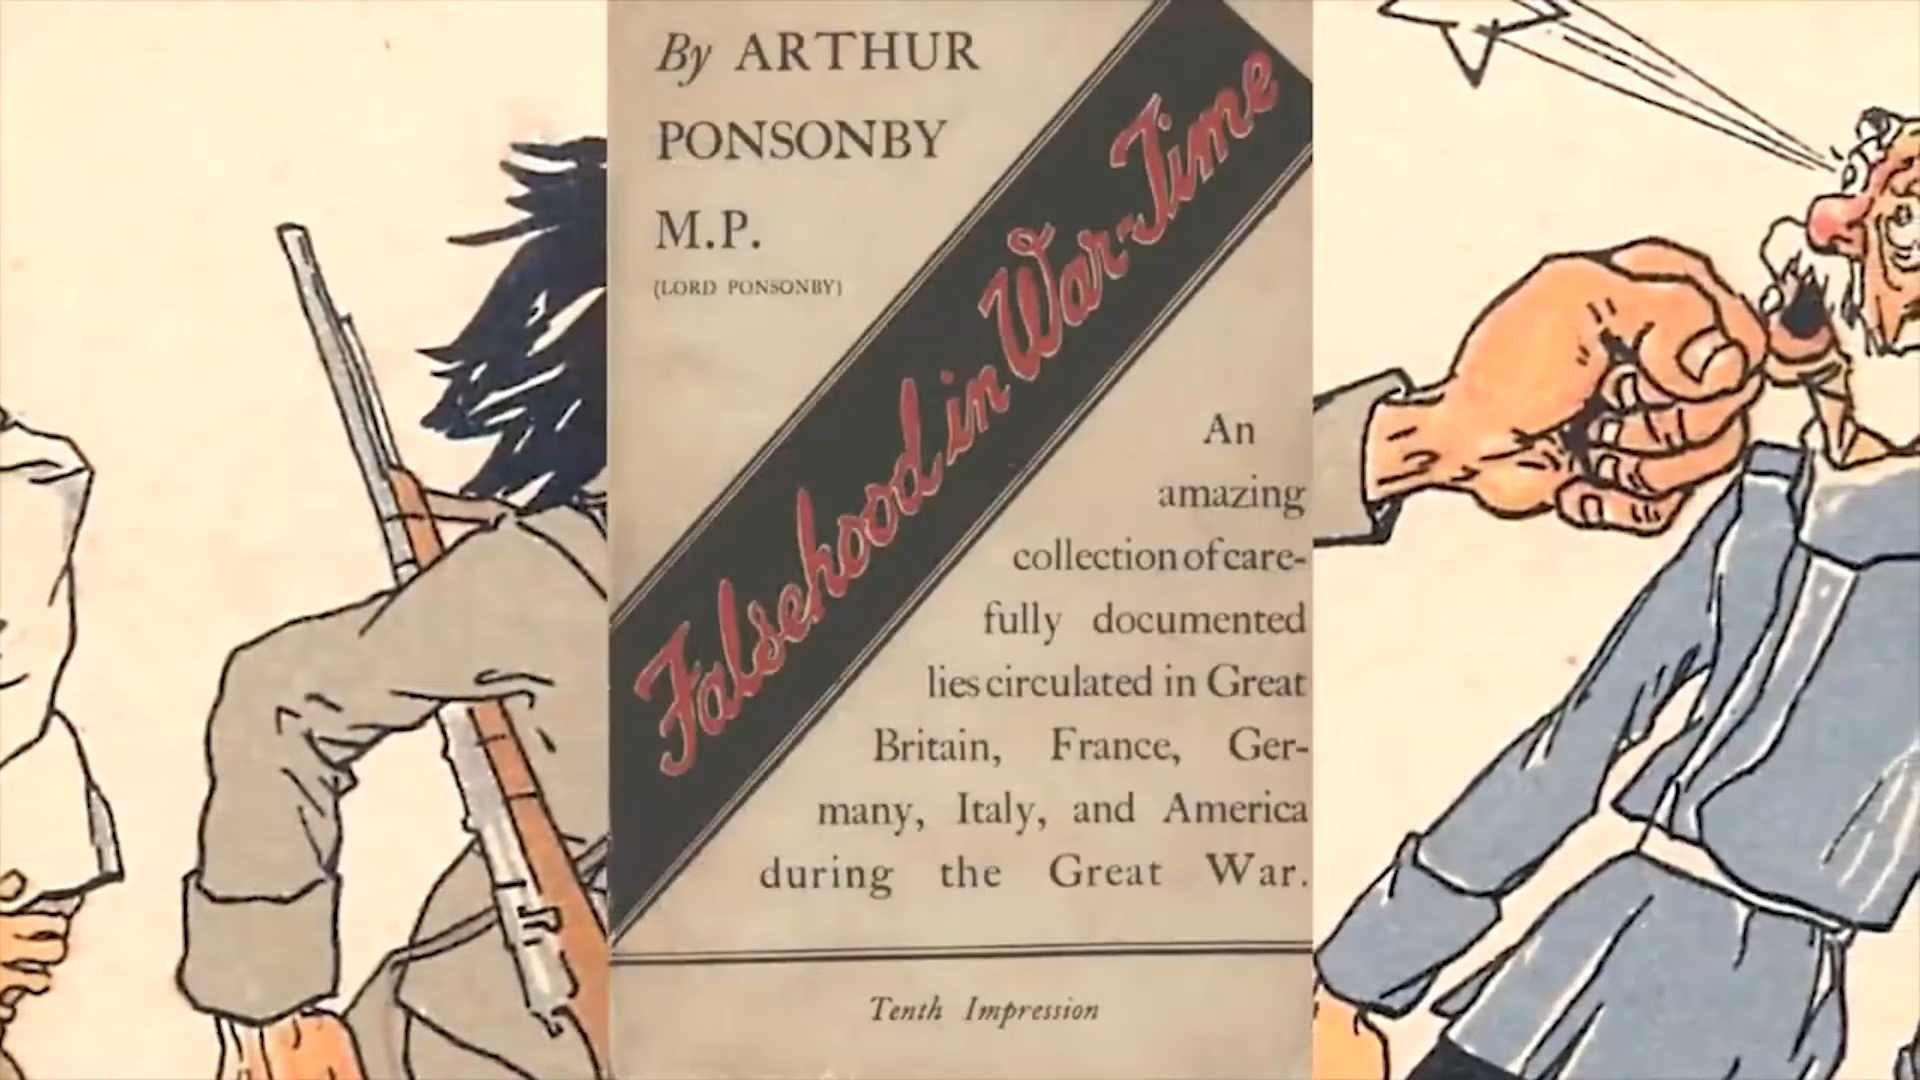 By ARTHUR
PONSONBY
M.P.
(LORD PONSONBY)
Falsehood in War-Time
An
amazing
collection of care-
fully documented
lies circulated in Great
Britain, France, Ger-
many, Italy, and America
during the Great War.
Tenth Impression